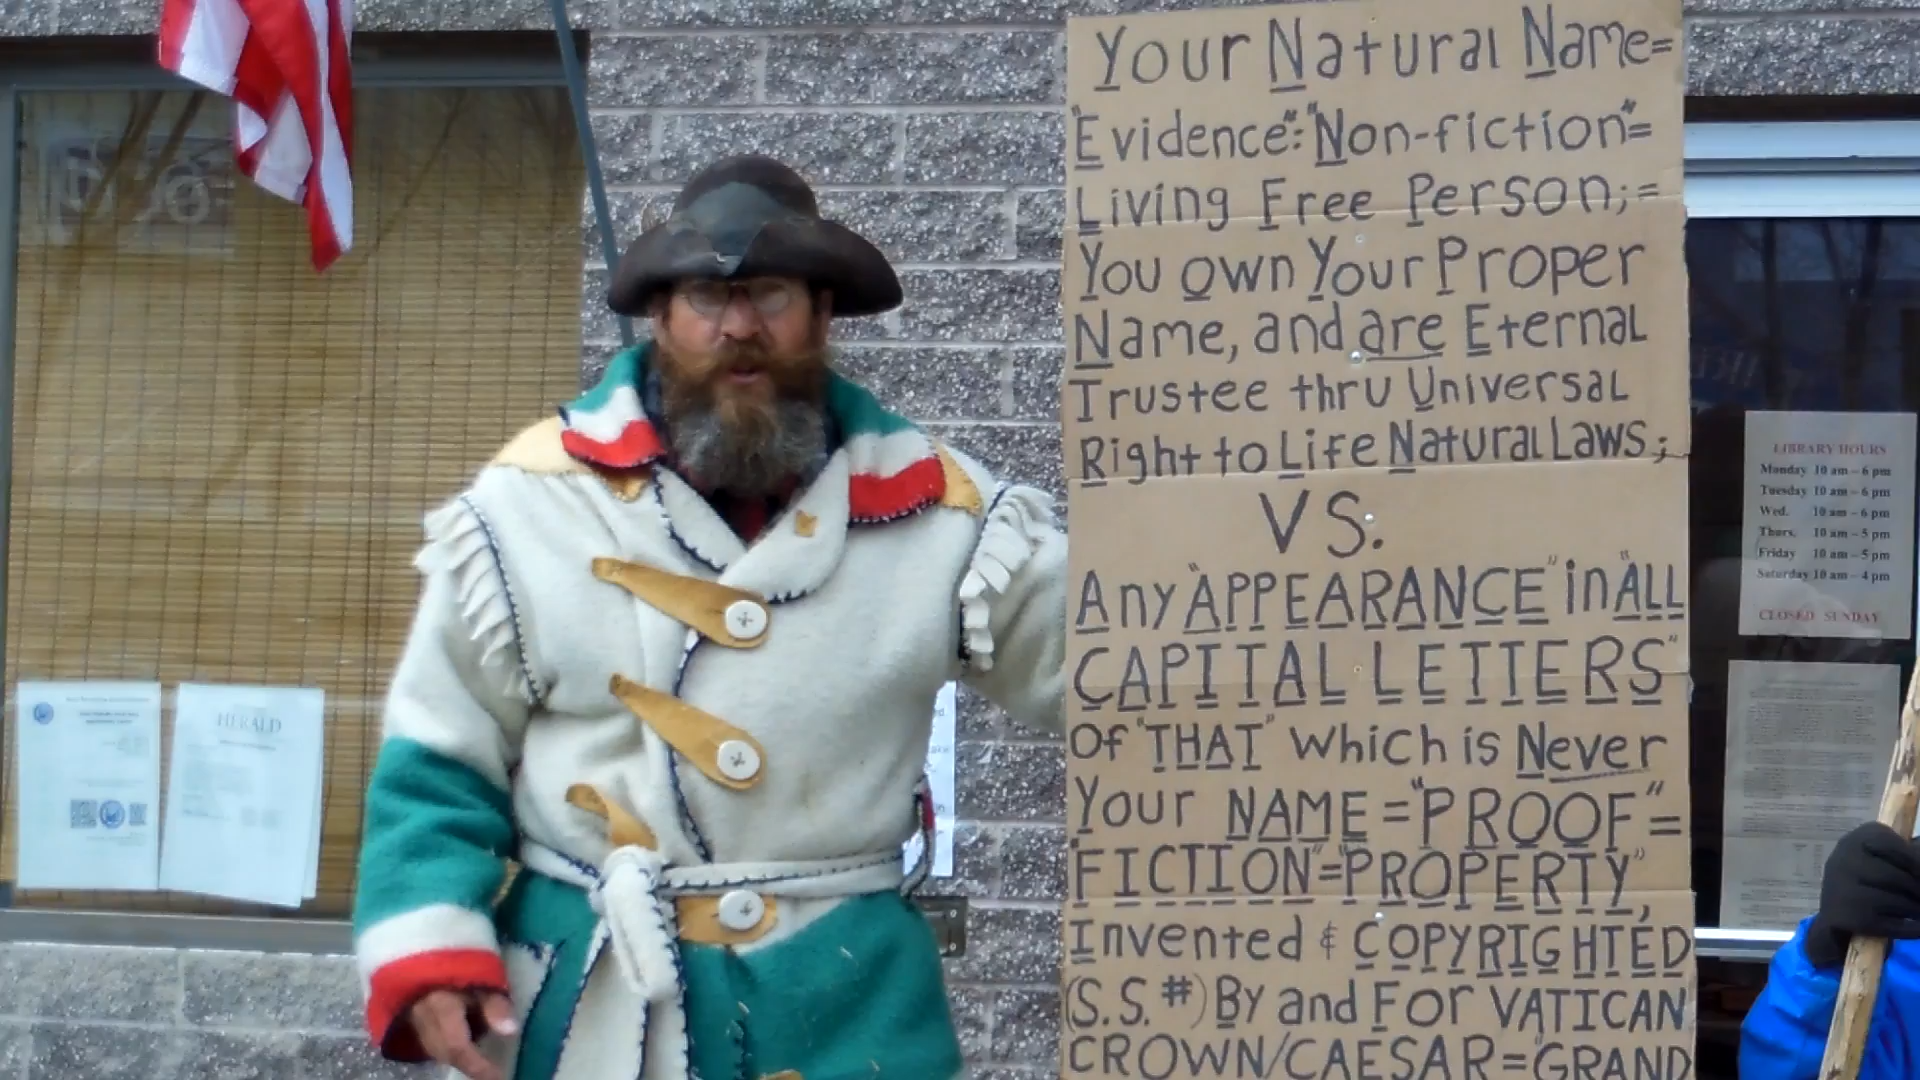 Your Natural Name=
"Evidence":"Non-fiction"=
Living Free Person;=
You own Your Proper
Name, and are Eternal
Trustee thru Universal
Right to Life Natural Laws;
VS.
Any "APPEARANCE" in "ALL
CAPITAL LETTERS"
Of "THAT" which is Never
Your NAME="PROOF"=
"FICTION"="PROPERTY",
Invented & COPYRIGHTED
(S.S.#) By and For VATICAN
CROWN/CAESAR="GRAND
LIBRARY HOURS
Monday 10 am – 6 pm
Tuesday 10 am – 6 pm
Wed. 10 am – 6 pm
Thurs. 10 am – 5 pm
Friday 10 am – 5 pm
Saturday 10 am – 4 pm
CLOSED SUNDAY
HERALD